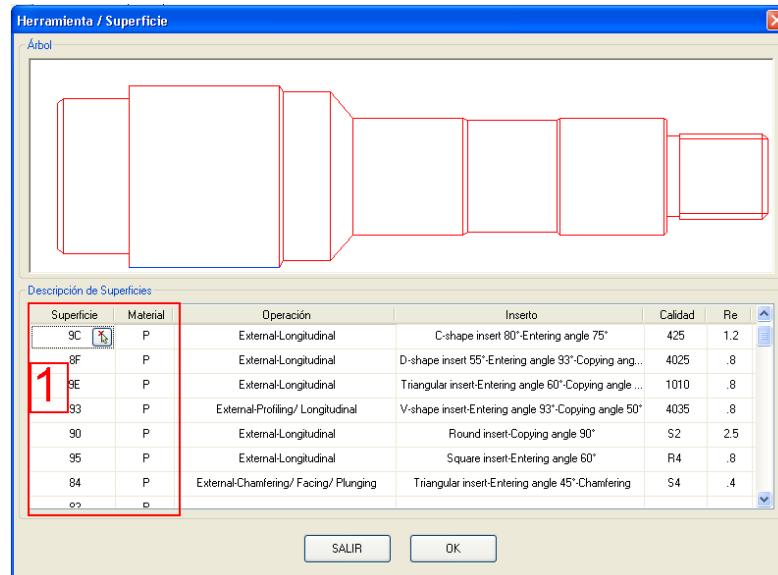 Herramienta / Superficie
Árbol
Descripción de Superficies
Superficie Material Operación Inserto Calidad Re
9C P External-Longitudinal C-shape insert 80°-Entering angle 75° 425 1.2
8F P External-Longitudinal D-shape insert 55°-Entering angle 93°-Copying ang... 4025 .8
9E P External-Longitudinal Triangular insert-Entering angle 60°-Copying angle ... 1010 .8
93 P External-Profiling/ Longitudinal V-shape insert-Entering angle 93°-Copying angle 50° 4035 .8
90 P External-Longitudinal Round insert-Copying angle 90° S2 2.5
95 P External-Longitudinal Square insert-Entering angle 60° R4 .8
84 P External-Chamfering/ Facing/ Plunging Triangular insert-Entering angle 45°-Chamfering S4 .4
1
SALIR OK